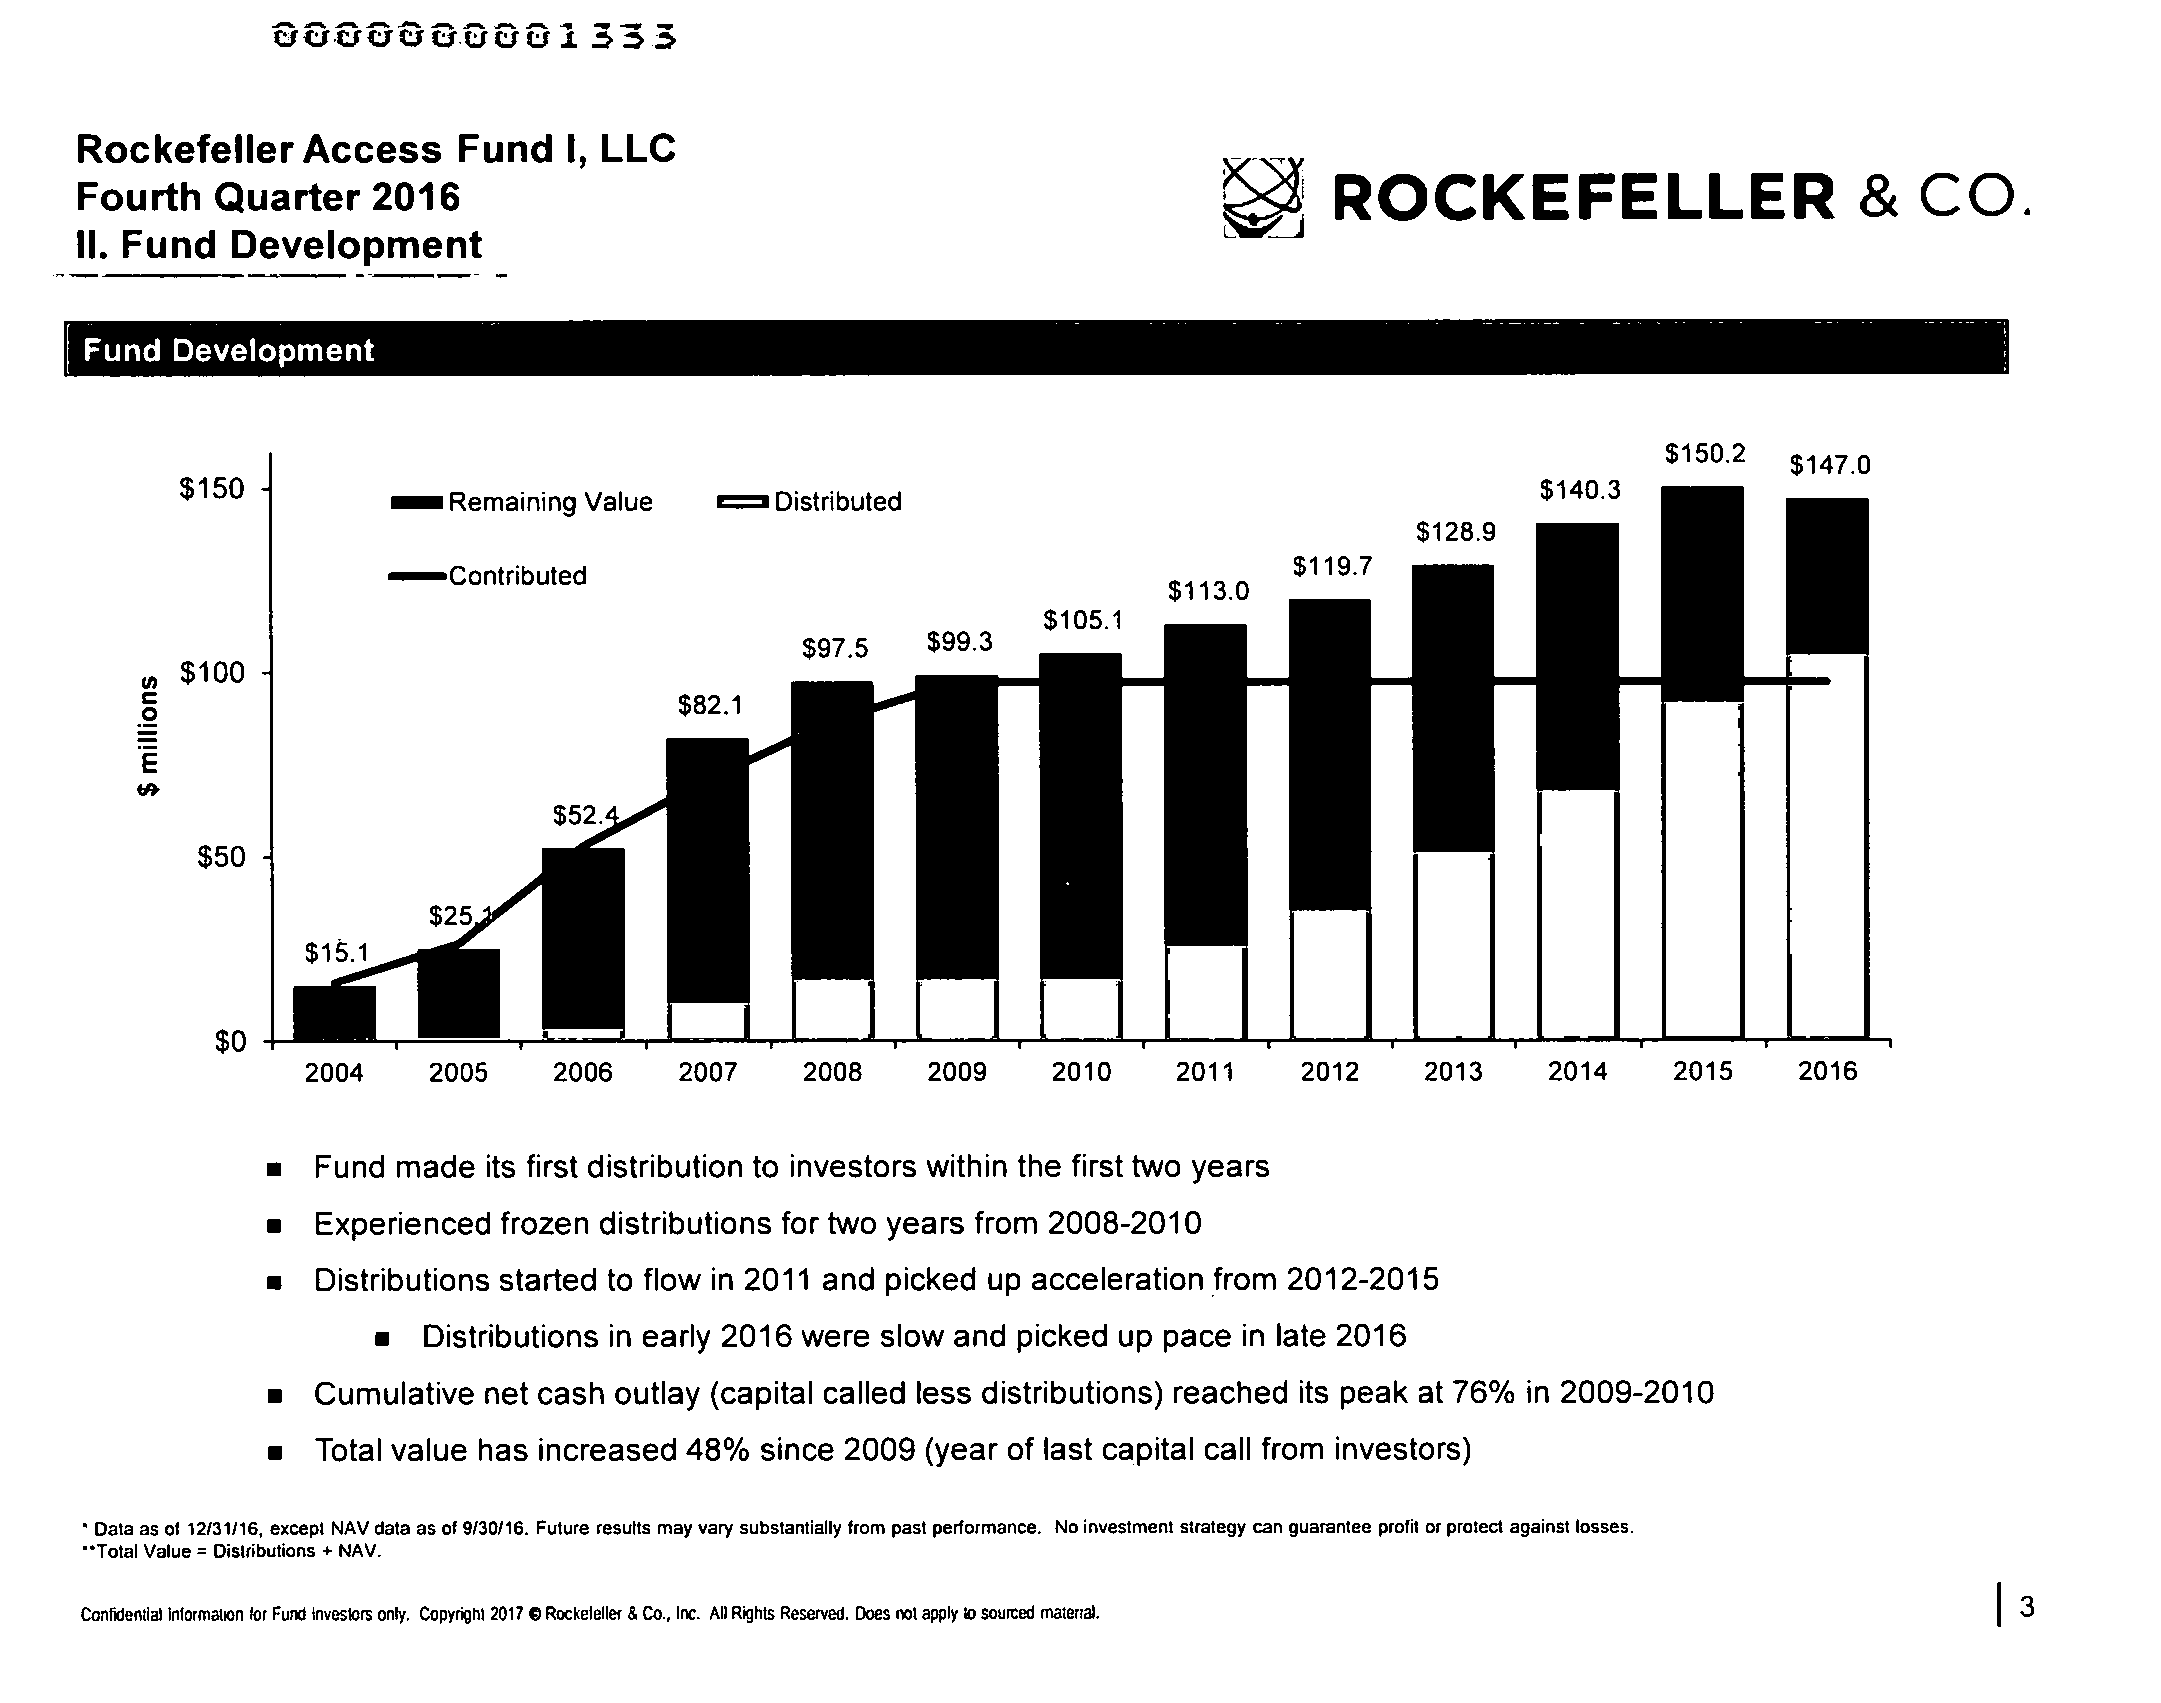 0000000001333
Rockefeller Access Fund I, LLC
Fourth Quarter 2016
II. Fund Development
ROCKEFELLER & CO.
Fund Development
$150
$100
$50
$0
$ millions
Remaining Value
Distributed
Contributed
$15.1
$25.1
$52.4
$82.1
$97.5
$99.3
$105.1
$113.0
$119.7
$128.9
$140.3
$150.2
$147.0
2004 2005 2006 2007 2008 2009 2010 2011 2012 2013 2014 2015 2016
■ Fund made its first distribution to investors within the first two years
■ Experienced frozen distributions for two years from 2008-2010
■ Distributions started to flow in 2011 and picked up acceleration from 2012-2015
■ Distributions in early 2016 were slow and picked up pace in late 2016
■ Cumulative net cash outlay (capital called less distributions) reached its peak at 76% in 2009-2010
■ Total value has increased 48% since 2009 (year of last capital call from investors)
* Data as of 12/31/16, except NAV data as of 9/30/16. Future results may vary substantially from past performance. No investment strategy can guarantee profit or protect against losses.
**Total Value = Distributions + NAV.
Confidential information for Fund investors only. Copyright 2017 © Rockefeller & Co., Inc. All Rights Reserved. Does not apply to sourced material.
3